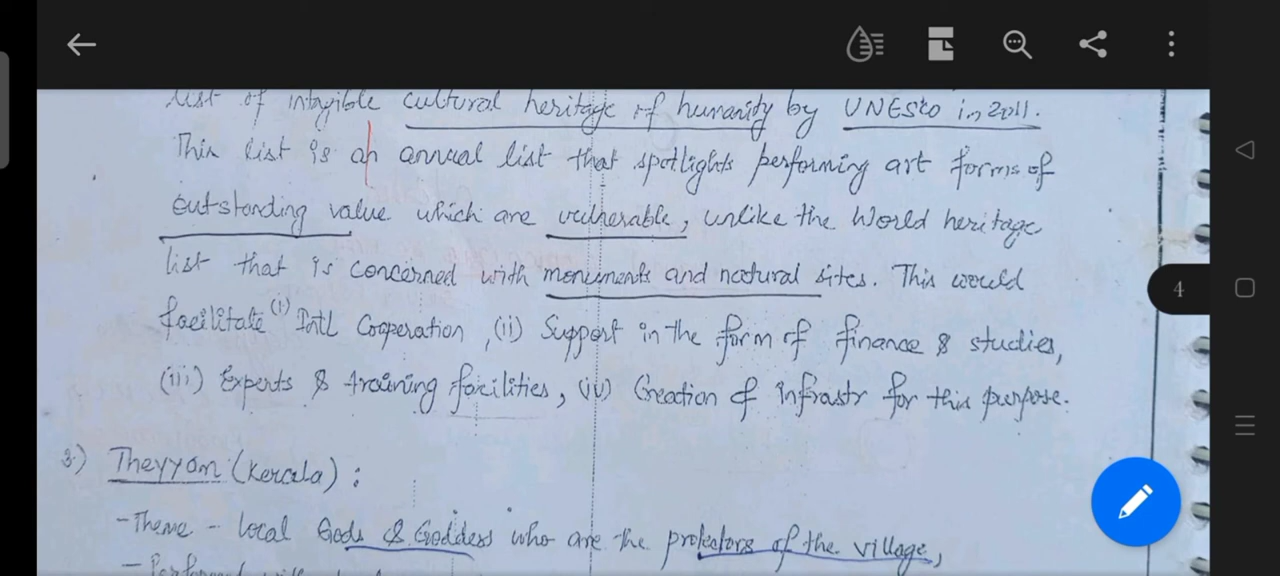 list of intagible cultural heritage of humanity by UNESCO in 2011.
This list is an annual list that spotlights performing art forms of
outstanding value which are vulnerable, unlike the World heritage
list that is concerned with monuments and natural sites. This would
facilitate (i) Intl Cooperation, (ii) Support in the form of finance & studies,
(iii) Experts & training facilities, (iv) Creation of infrastr for this purpose.
4
3.) Theyyam (Kerala) :
- Theme - local Gods & Goddess who are the protectors of the village,
- Performed